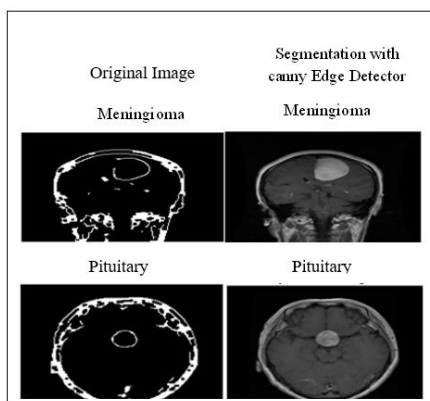 Original Image
Segmentation with
canny Edge Detector
Meningioma
Meningioma
Pituitary
Pituitary